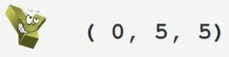 ( 0, 5, 5)